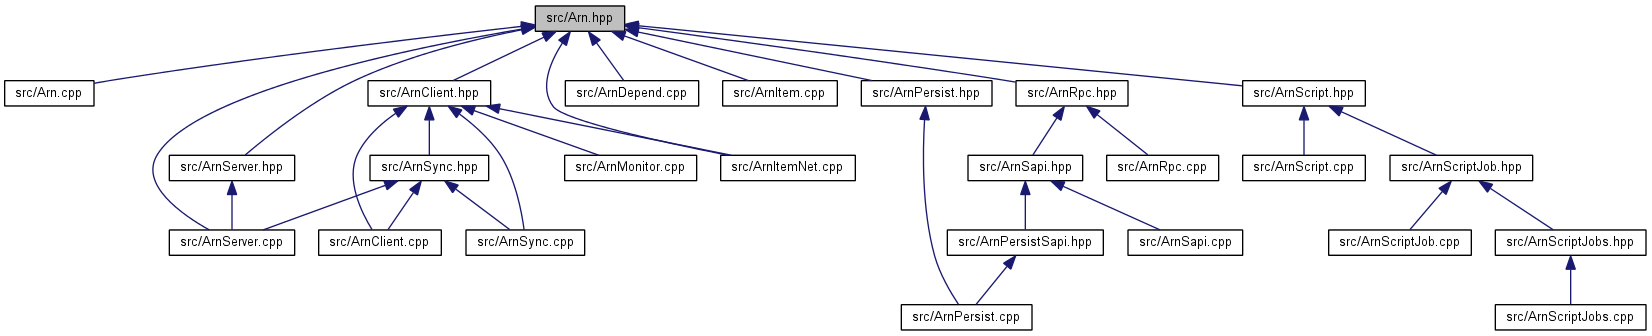 src/Arn.hpp
src/Arn.cpp
src/ArnClient.hpp
src/ArnDepend.cpp
src/ArnItem.cpp
src/ArnPersist.hpp
src/ArnRpc.hpp
src/ArnScript.hpp
src/ArnServer.hpp
src/ArnSync.hpp
src/ArnMonitor.cpp
src/ArnItemNet.cpp
src/ArnSapi.hpp
src/ArnRpc.cpp
src/ArnScript.cpp
src/ArnScriptJob.hpp
src/ArnServer.cpp
src/ArnClient.cpp
src/ArnSync.cpp
src/ArnPersistSapi.hpp
src/ArnSapi.cpp
src/ArnScriptJob.cpp
src/ArnScriptJobs.hpp
src/ArnPersist.cpp
src/ArnScriptJobs.cpp